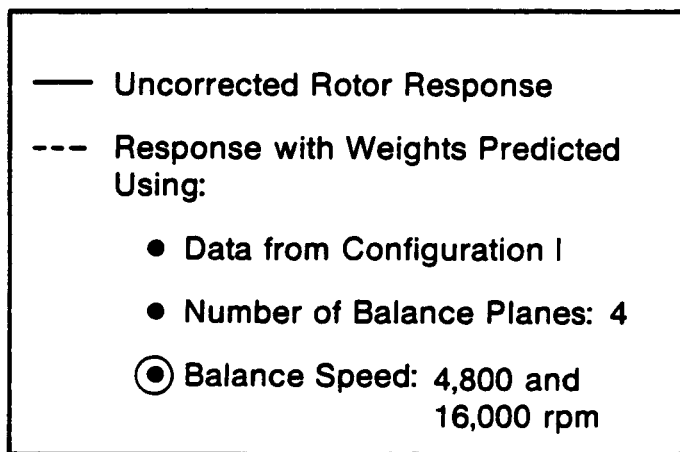 — Uncorrected Rotor Response
--- Response with Weights Predicted
Using:
● Data from Configuration I
● Number of Balance Planes: 4
● Balance Speed: 4,800 and
16,000 rpm